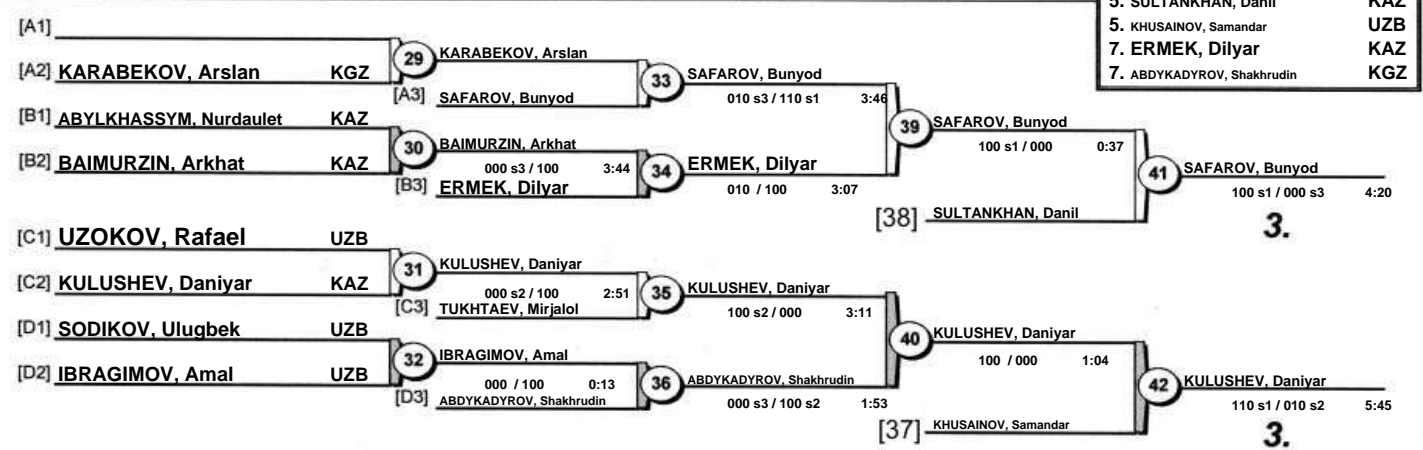 5. SULTANKHAN, Danil KAZ
5. KHUSAINOV, Samandar UZB
7. ERMEK, Dilyar KAZ
7. ABDYKADYROV, Shakhrudin KGZ
[A1]
29 KARABEKOV, Arslan
[A2] KARABEKOV, Arslan KGZ
33 SAFAROV, Bunyod
[A3] SAFAROV, Bunyod
010 s3 / 110 s1 3:46
[B1] ABYLKHASSYM, Nurdaulet KAZ
39 SAFAROV, Bunyod
30 BAIMURZIN, Arkhat
100 s1 / 000 0:37
[B2] BAIMURZIN, Arkhat KAZ
000 s3 / 100 3:44
34 ERMEK, Dilyar
41 SAFAROV, Bunyod
[B3] ERMEK, Dilyar
010 / 100 3:07
100 s1 / 000 s3 4:20
[38] SULTANKHAN, Danil
3.
[C1] UZOKOV, Rafael UZB
31 KULUSHEV, Daniyar
[C2] KULUSHEV, Daniyar KAZ
000 s2 / 100 2:51
35 KULUSHEV, Daniyar
[C3] TUKHTAEV, Mirjalol
100 s2 / 000 3:11
[D1] SODIKOV, Ulugbek UZB
40 KULUSHEV, Daniyar
32 IBRAGIMOV, Amal
100 / 000 1:04
[D2] IBRAGIMOV, Amal UZB
000 / 100 0:13
36 ABDYKADYROV, Shakhrudin
42 KULUSHEV, Daniyar
[D3] ABDYKADYROV, Shakhrudin
000 s3 / 100 s2 1:53
110 s1 / 010 s2 5:45
[37] KHUSAINOV, Samandar
3.